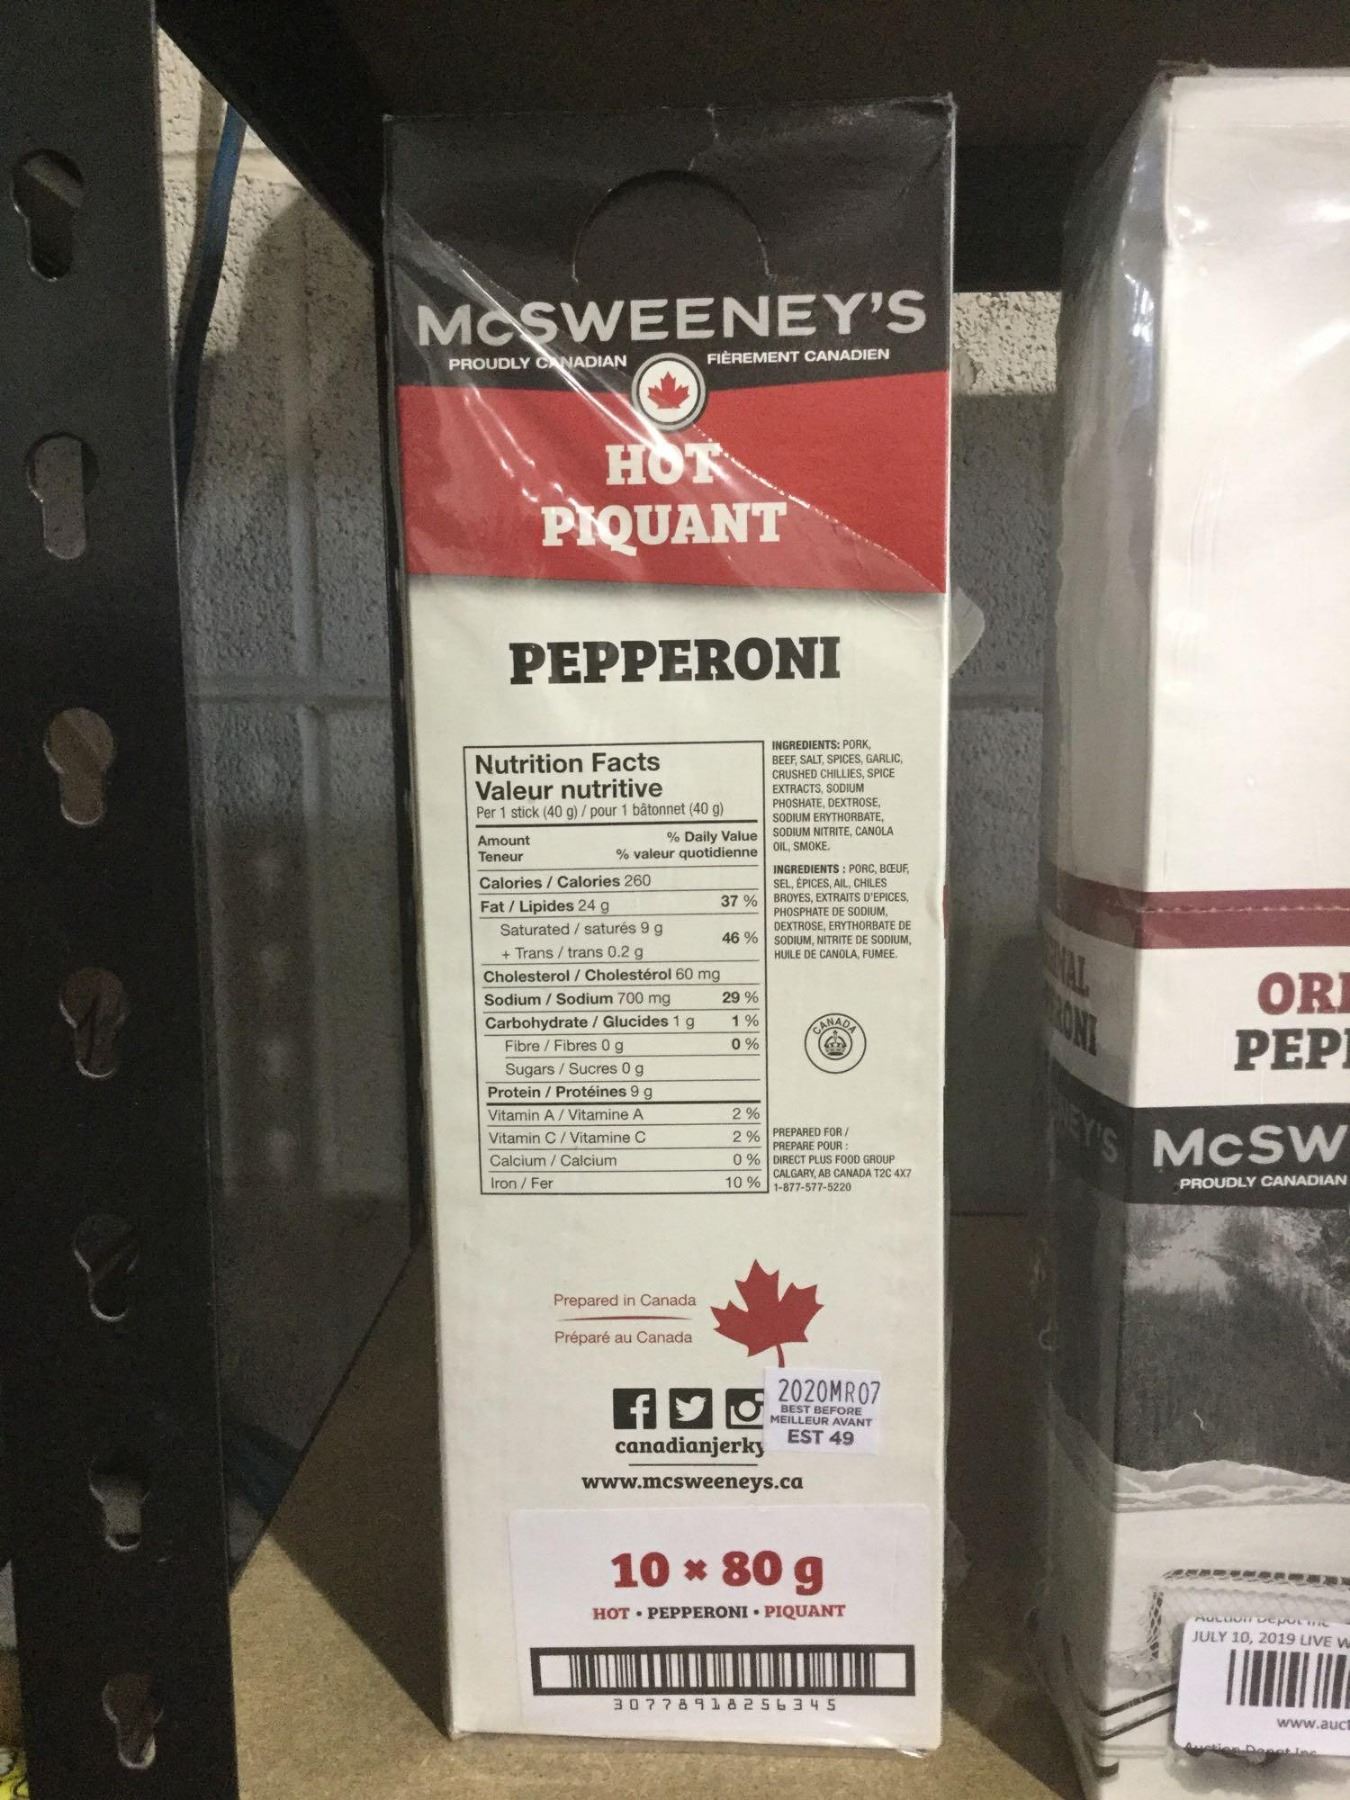 McSWEENEY'S
PROUDLY CANADIAN FIÈREMENT CANADIEN
HOT
PIQUANT
PEPPERONI
Nutrition Facts
Valeur nutritive
Per 1 stick (40 g) / pour 1 bâtonnet (40 g)
Amount % Daily Value
Teneur % valeur quotidienne
Calories / Calories 260
Fat / Lipides 24 g 37 %
Saturated / saturés 9 g
+ Trans / trans 0.2 g 46 %
Cholesterol / Cholestérol 60 mg
Sodium / Sodium 700 mg 29 %
Carbohydrate / Glucides 1 g 1 %
Fibre / Fibres 0 g 0 %
Sugars / Sucres 0 g
Protein / Protéines 9 g
Vitamin A / Vitamine A 2 %
Vitamin C / Vitamine C 2 %
Calcium / Calcium 0 %
Iron / Fer 10 %
INGREDIENTS: PORK,
BEEF, SALT, SPICES, GARLIC,
CRUSHED CHILLIES, SPICE
EXTRACTS, SODIUM
PHOSHATE, DEXTROSE,
SODIUM ERYTHORBATE,
SODIUM NITRITE, CANOLA
OIL, SMOKE.
INGREDIENTS : PORC, BŒUF,
SEL, ÉPICES, AIL, CHILES
BROYES, EXTRAITS D'EPICES,
PHOSPHATE DE SODIUM,
DEXTROSE, ERYTHORBATE DE
SODIUM, NITRITE DE SODIUM,
HUILE DE CANOLA, FUMEE.
CANADA
PREPARED FOR /
PREPARE POUR :
DIRECT PLUS FOOD GROUP
CALGARY, AB CANADA T2C 4X7
1-877-577-5220
Prepared in Canada
Préparé au Canada
2020MR07
BEST BEFORE
MEILLEUR AVANT
EST 49
canadianjerky
www.mcsweeneys.ca
10 × 80 g
HOT • PEPPERONI • PIQUANT
30778918256345
ORI
PEP
McSW
PROUDLY CANADIAN
Auction Depot Inc
JULY 10, 2019 LIVE W
www.auct
Auction Depot Inc